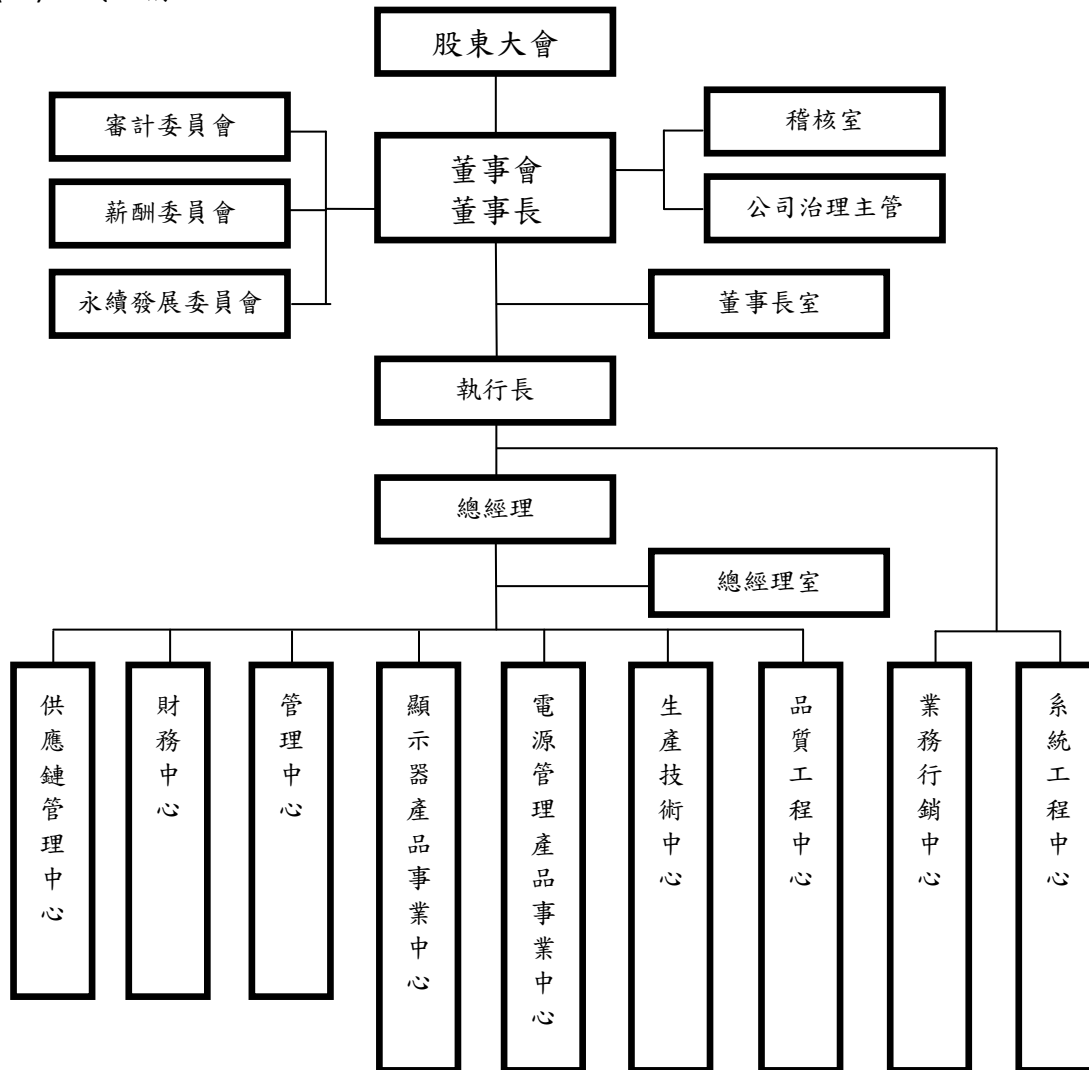 股東大會
審計委員會
稽核室
董事會
董事長
薪酬委員會
公司治理主管
永續發展委員會
董事長室
執行長
總經理
總經理室
供應鏈管理中心
財務中心
管理中心
顯示器產品事業中心
電源管理產品事業中心
生產技術中心
品質工程中心
業務行銷中心
系統工程中心